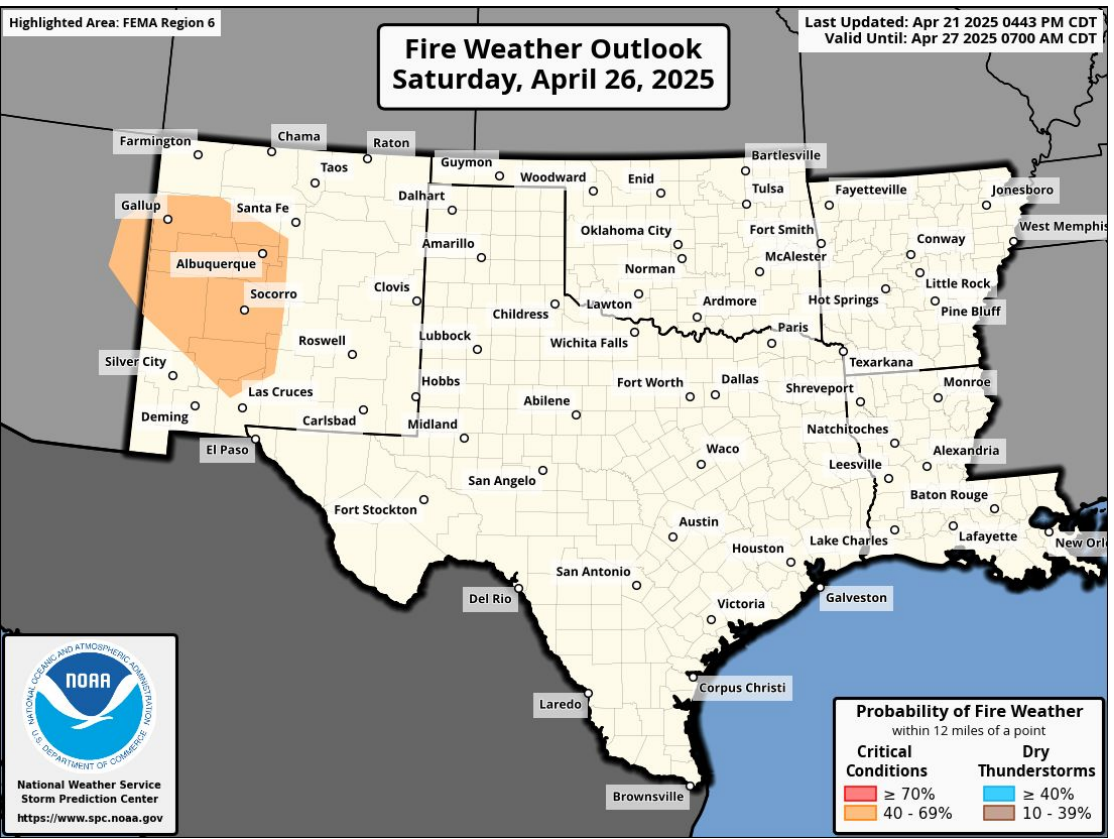 Highlighted Area: FEMA Region 6
Fire Weather Outlook
Saturday, April 26, 2025
Last Updated: Apr 21 2025 0443 PM CDT
Valid Until: Apr 27 2025 0700 AM CDT
Farmington
Chama
Raton
Taos
Guymon
Woodward
Enid
Bartlesville
Tulsa
Fayetteville
Jonesboro
Gallup
Santa Fe
Dalhart
West Memphis
Amarillo
Oklahoma City
Fort Smith
Conway
Albuquerque
Norman
McAlester
Little Rock
Socorro
Clovis
Childress
Lawton
Ardmore
Hot Springs
Pine Bluff
Roswell
Lubbock
Wichita Falls
Paris
Texarkana
Silver City
Las Cruces
Hobbs
Fort Worth
Dallas
Shreveport
Monroe
Deming
Carlsbad
Midland
Abilene
Natchitoches
El Paso
San Angelo
Waco
Leesville
Alexandria
Fort Stockton
Austin
Baton Rouge
Houston
Lake Charles
Lafayette
New Orl
San Antonio
Del Rio
Victoria
Galveston
Laredo
Corpus Christi
Brownsville
NATIONAL OCEANIC AND ATMOSPHERIC ADMINISTRATION
NOAA
U.S. DEPARTMENT OF COMMERCE
National Weather Service
Storm Prediction Center
https://www.spc.noaa.gov
Probability of Fire Weather
within 12 miles of a point
Critical Conditions
≥ 70%
40 - 69%
Dry Thunderstorms
≥ 40%
10 - 39%